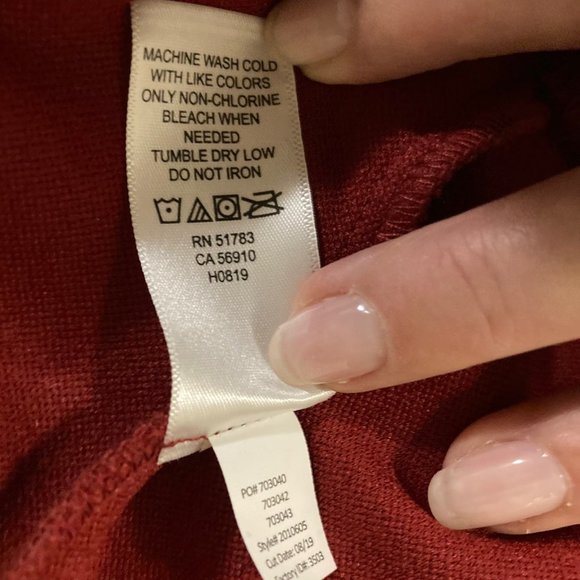 MACHINE WASH COLD
WITH LIKE COLORS
ONLY NON-CHLORINE
BLEACH WHEN
NEEDED
TUMBLE DRY LOW
DO NOT IRON
RN 51783
CA 56910
H0819
PO# 703040
703042
703043
Style# 2010605
Cut Date: 08/19
Factory ID#: 3503